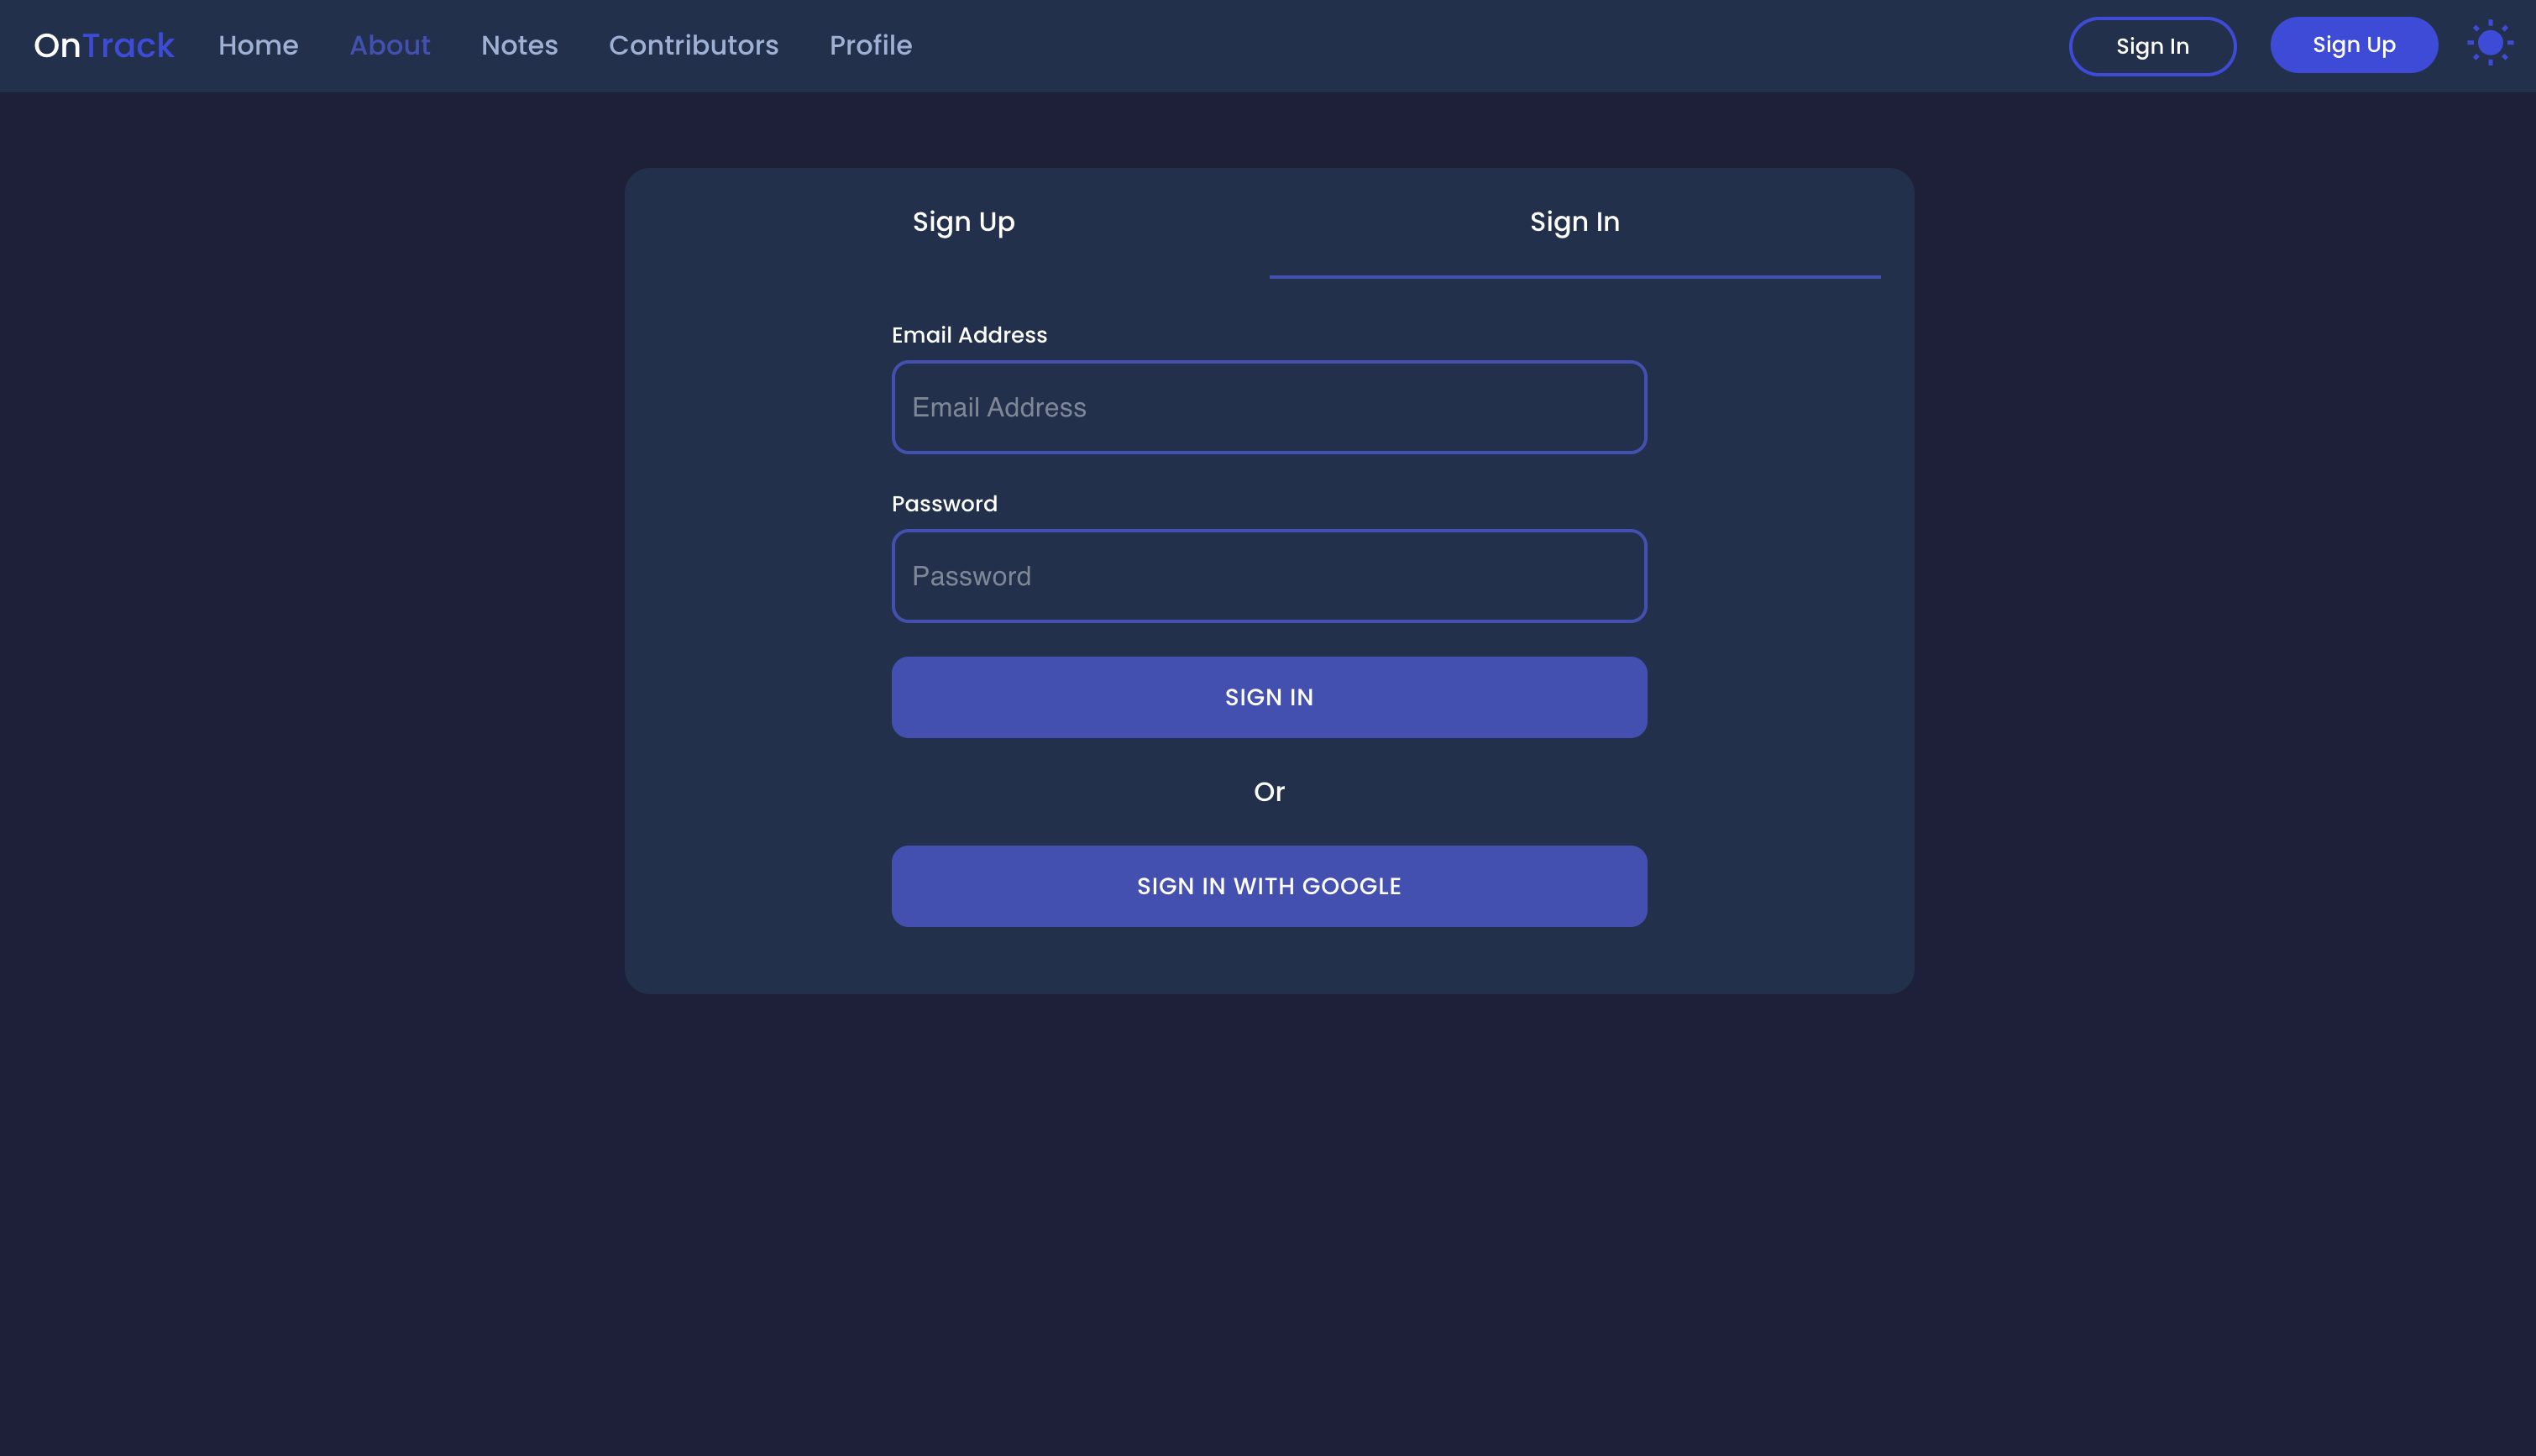 OnTrack Home About Notes Contributors Profile Sign In Sign Up
Sign Up Sign In
Email Address
Email Address
Password
Password
SIGN IN
Or
SIGN IN WITH GOOGLE